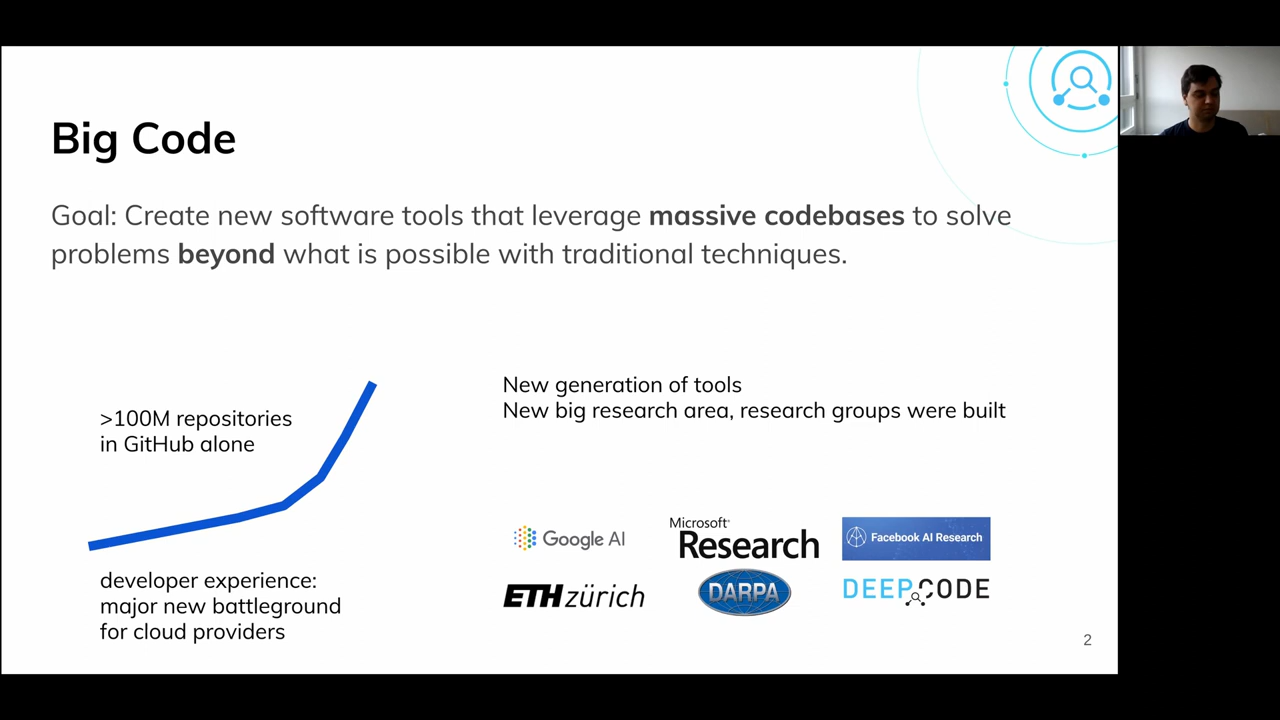 Big Code
Goal: Create new software tools that leverage massive codebases to solve
problems beyond what is possible with traditional techniques.
>100M repositories
in GitHub alone
developer experience:
major new battleground
for cloud providers
New generation of tools
New big research area, research groups were built
Google AI
Microsoft
Research
Facebook AI Research
ETH zürich
DARPA
DEEPCODE
2